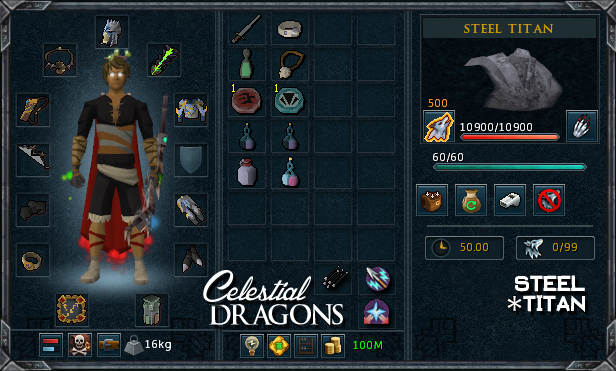 STEEL TITAN
500
10900/10900
60/60
1
1
50.00
0/99
Celestial
DRAGONS
STEEL
*TITAN
16kg
100M